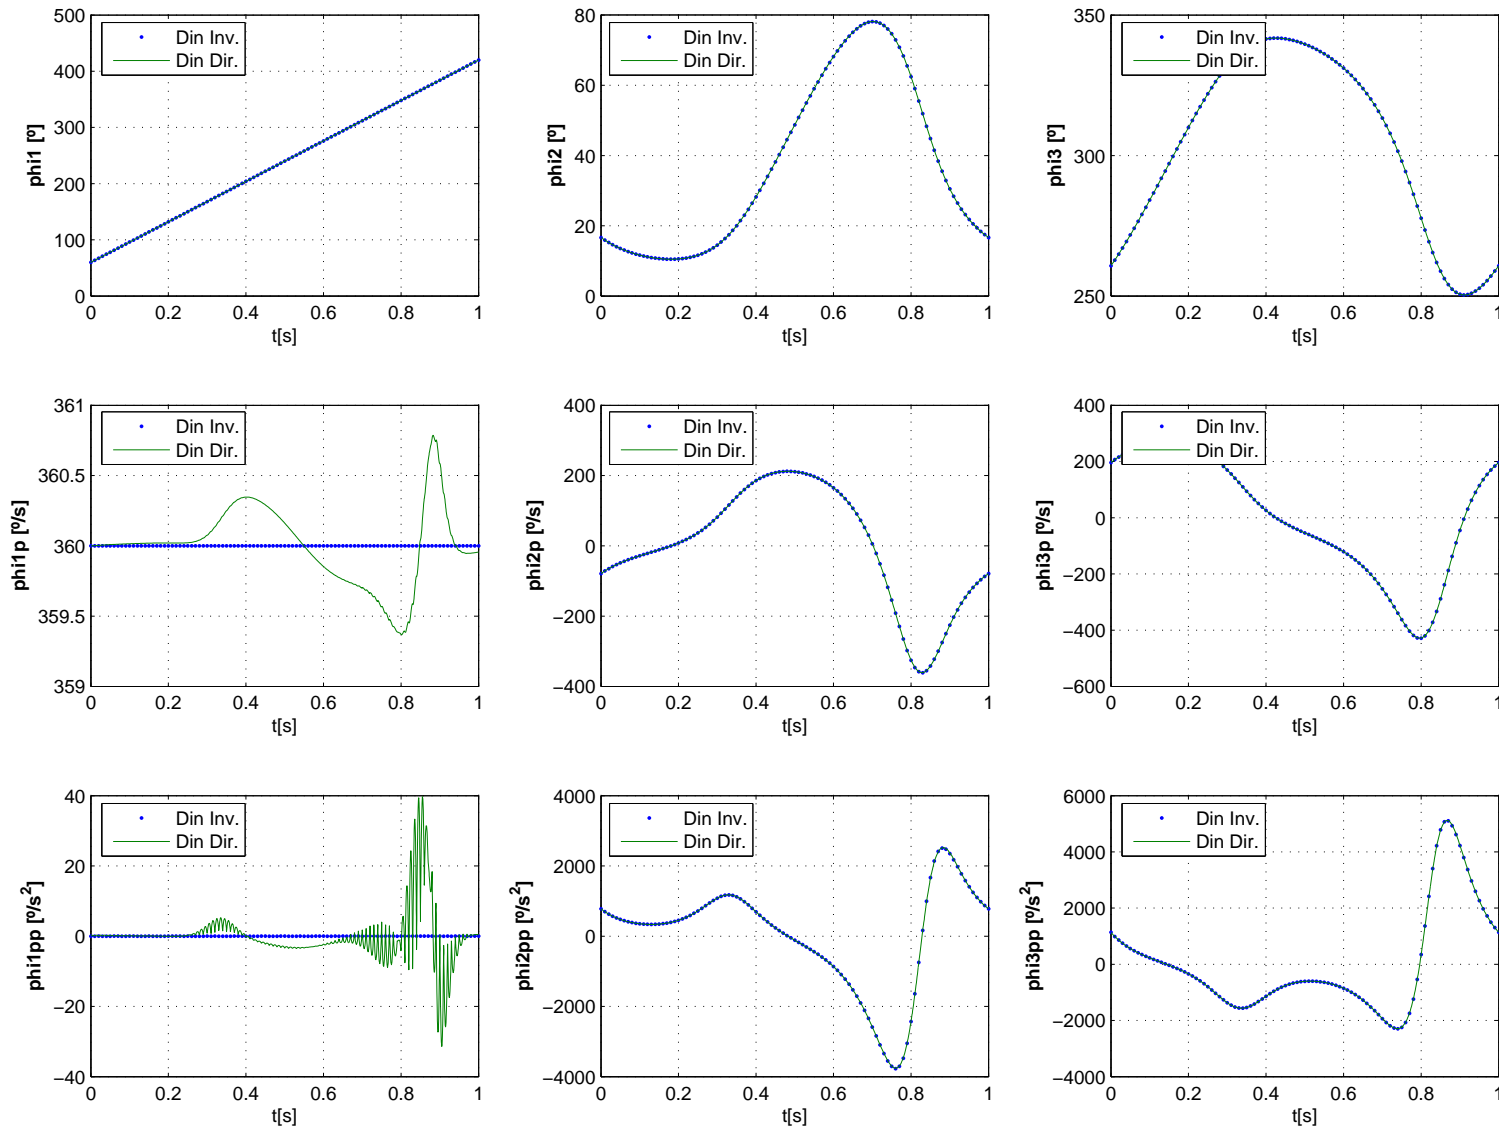 500
400
300
200
100
0
phi1 [º]
Din Inv.
Din Dir.
0 0.2 0.4 0.6 0.8 1
t[s]
80
60
40
20
0
phi2 [º]
Din Inv.
Din Dir.
0 0.2 0.4 0.6 0.8 1
t[s]
350
300
250
phi3 [º]
Din Inv.
Din Dir.
0 0.2 0.4 0.6 0.8 1
t[s]
361
360.5
360
359.5
359
phi1p [º/s]
Din Inv.
Din Dir.
0 0.2 0.4 0.6 0.8 1
t[s]
400
200
0
−200
−400
phi2p [º/s]
Din Inv.
Din Dir.
0 0.2 0.4 0.6 0.8 1
t[s]
400
200
0
−200
−400
−600
phi3p [º/s]
Din Inv.
Din Dir.
0 0.2 0.4 0.6 0.8 1
t[s]
40
20
0
−20
−40
phi1pp [º/s²]
Din Inv.
Din Dir.
0 0.2 0.4 0.6 0.8 1
t[s]
4000
2000
0
−2000
−4000
phi2pp [º/s²]
Din Inv.
Din Dir.
0 0.2 0.4 0.6 0.8 1
t[s]
6000
4000
2000
0
−2000
−4000
phi3pp [º/s²]
Din Inv.
Din Dir.
0 0.2 0.4 0.6 0.8 1
t[s]